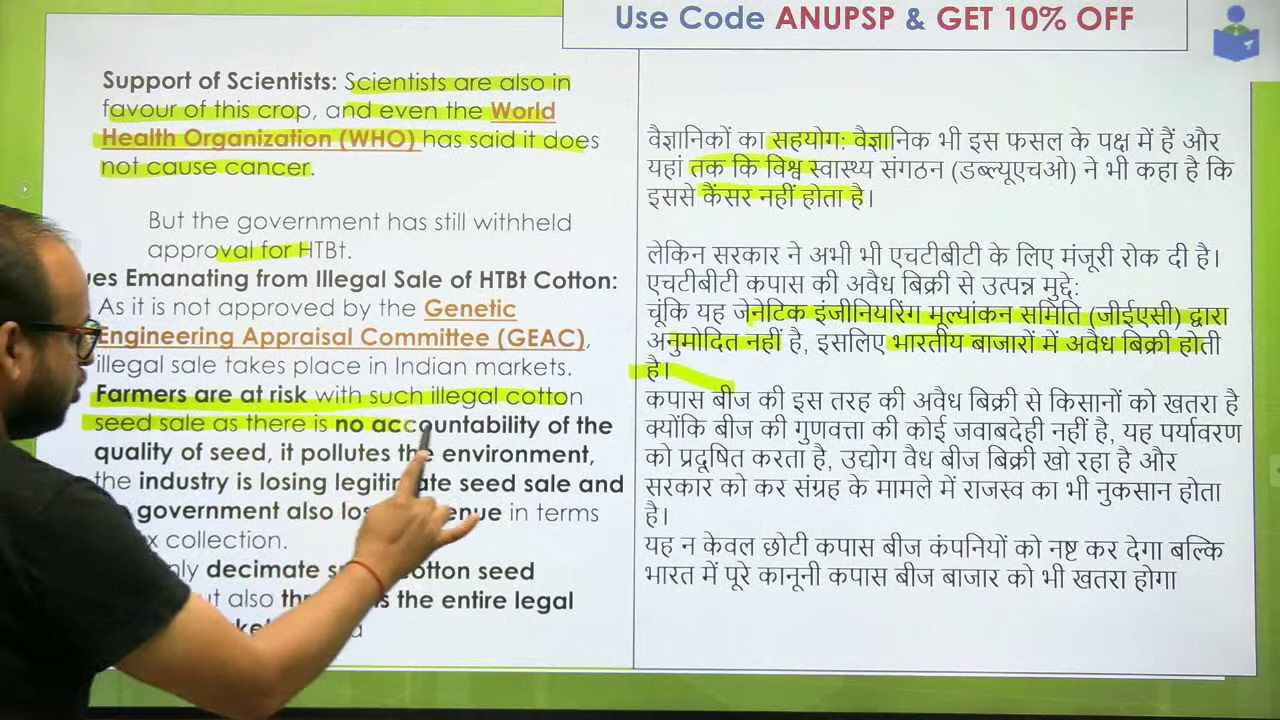 Use Code ANUPSP & GET 10% OFF
Support of Scientists: Scientists are also in
favour of this crop, and even the World
Health Organization (WHO) has said it does
not cause cancer.
But the government has still withheld
approval for HTBt.
ues Emanating from Illegal Sale of HTBt Cotton:
As it is not approved by the Genetic
Engineering Appraisal Committee (GEAC),
illegal sale takes place in Indian markets.
Farmers are at risk with such illegal cotton
seed sale as there is no accountability of the
quality of seed, it pollutes the environment,
the industry is losing legitimate seed sale and
government also los enue in terms
x collection.
decimate s otton seed
ut also th s the entire legal
वैज्ञानिकों का सहयोग: वैज्ञानिक भी इस फसल के पक्ष में हैं और
यहां तक कि विश्व स्वास्थ्य संगठन (डब्ल्यूएचओ) ने भी कहा है कि
इससे कैंसर नहीं होता है।
लेकिन सरकार ने अभी भी एचटीबीटी के लिए मंजूरी रोक दी है।
एचटीबीटी कपास की अवैध बिक्री से उत्पन्न मुद्दे:
चूंकि यह जेनेटिक इंजीनियरिंग मूल्यांकन समिति (जीईएसी) द्वारा
अनुमोदित नहीं है, इसलिए भारतीय बाजारों में अवैध बिक्री होती
है।
कपास बीज की इस तरह की अवैध बिक्री से किसानों को खतरा है
क्योंकि बीज की गुणवत्ता की कोई जवाबदेही नहीं है, यह पर्यावरण
को प्रदूषित करता है, उद्योग वैध बीज बिक्री खो रहा है और
सरकार को कर संग्रह के मामले में राजस्व का भी नुकसान होता
है।
यह न केवल छोटी कपास बीज कंपनियों को नष्ट कर देगा बल्कि
भारत में पूरे कानूनी कपास बीज बाजार को भी खतरा होगा